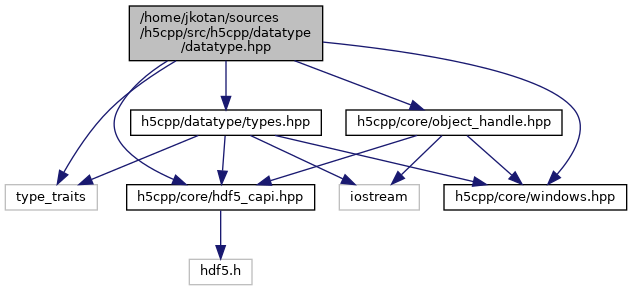 /home/jkotan/sources
/h5cpp/src/h5cpp/datatype
/datatype.hpp
h5cpp/datatype/types.hpp
h5cpp/core/object_handle.hpp
type_traits
h5cpp/core/hdf5_capi.hpp
iostream
h5cpp/core/windows.hpp
hdf5.h